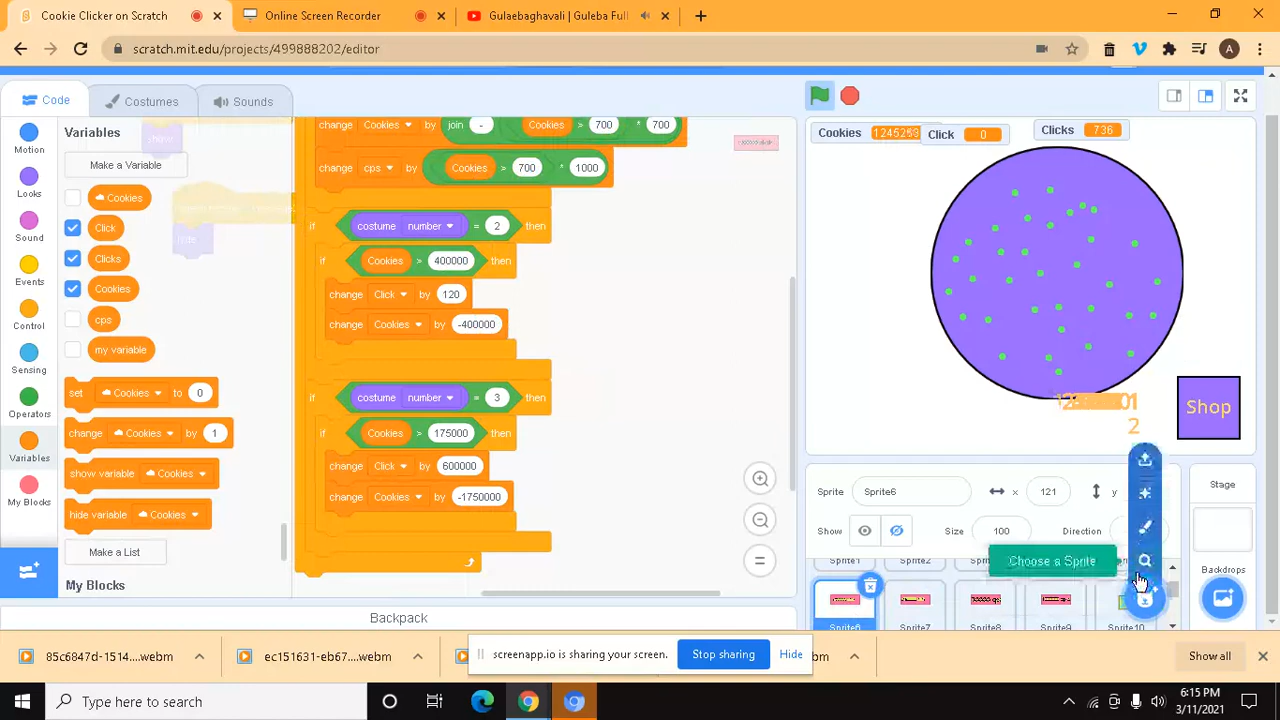 Cookie Clicker on Scratch
Online Screen Recorder
Gulaebaghavali | Guleba Full
scratch.mit.edu/projects/499888202/editor
A
Code
Costumes
Sounds
Motion
Looks
Sound
Events
Control
Sensing
Operators
Variables
My Blocks
Variables
Make a Variable
Cookies
Click
Clicks
Cookies
cps
my variable
set Cookies to 0
change Cookies by 1
show variable Cookies
hide variable Cookies
Make a List
My Blocks
change Cookies by join - Cookies > 700 * 700
change cps by Cookies > 700 * 1000
if costume number = 2 then
if Cookies > 400000 then
change Click by 120
change Cookies by -400000
if costume number = 3 then
if Cookies > 175000 then
change Click by 600000
change Cookies by -1750000
Backpack
Cookies
Click 0
Clicks 736
2
Shop
Sprite Sprite6 x 121 y
Show Size 100 Direction
Choose a Sprite
Sprite1 Sprite2
Sprite6 Sprite7 Sprite8 Sprite9 Sprite10
Stage
Backdrops
85c6847d-1514....webm
ec151631-eb67....webm
screenapp.io is sharing your screen.
Stop sharing
Hide
Show all
Type here to search
6:15 PM
3/11/2021